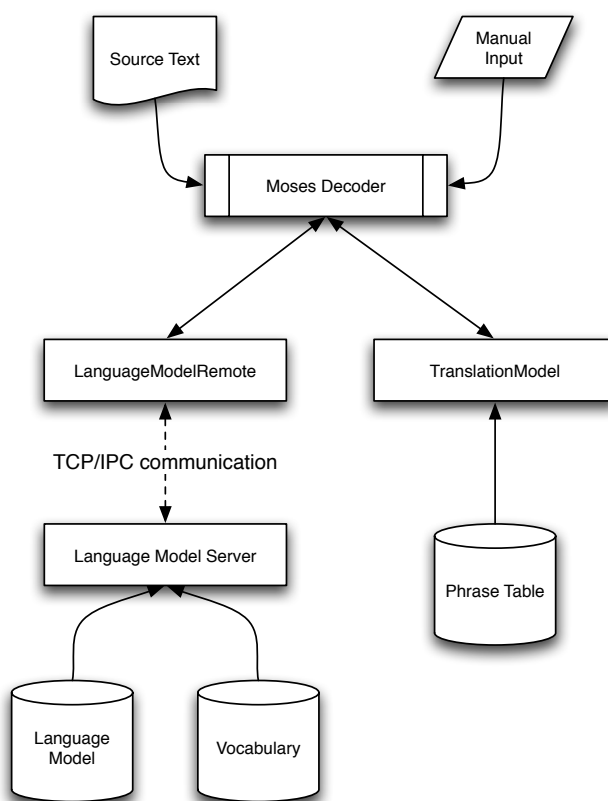 Source Text
Manual
Input
Moses Decoder
LanguageModelRemote
TranslationModel
TCP/IPC communication
Language Model Server
Phrase Table
Language
Model
Vocabulary